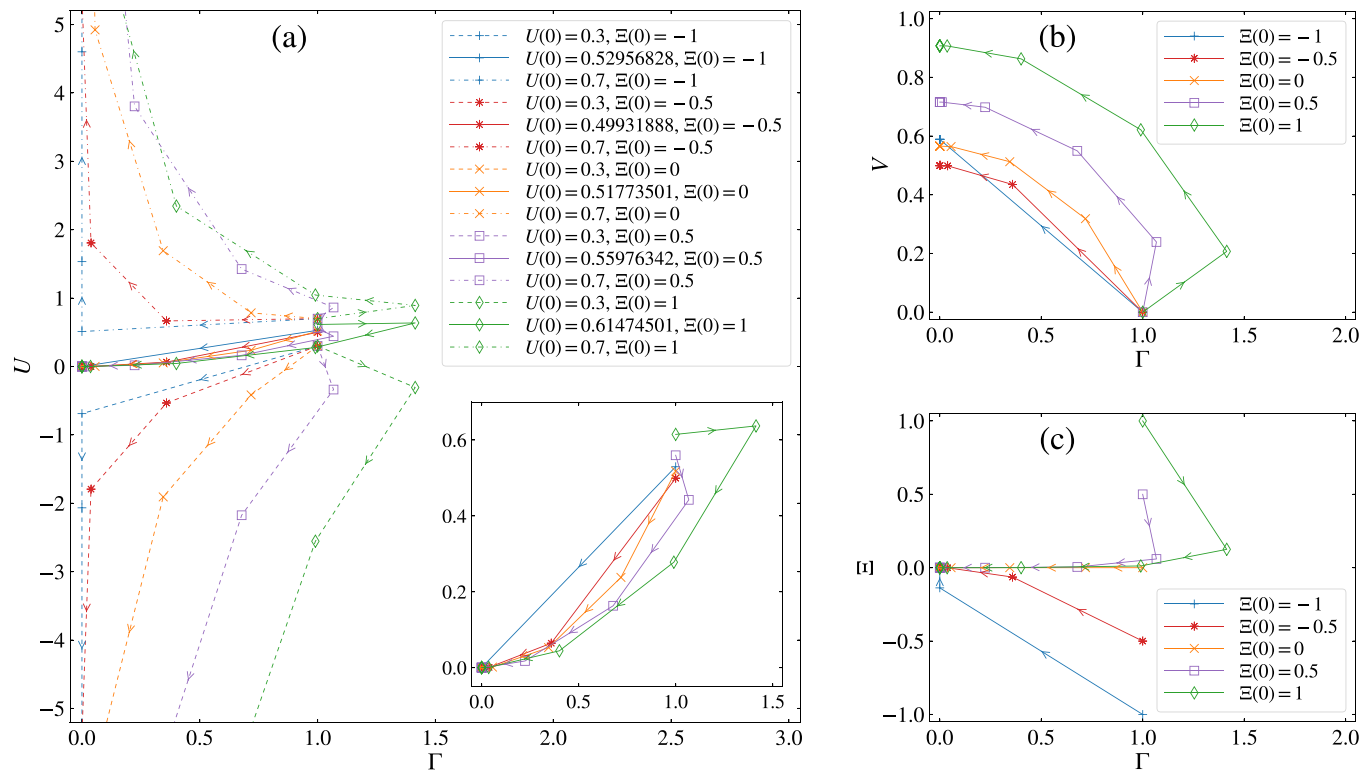 (a)
U(0)=0.3, Ξ(0)=−1
U(0)=0.52956828, Ξ(0)=−1
U(0)=0.7, Ξ(0)=−1
U(0)=0.3, Ξ(0)=−0.5
U(0)=0.49931888, Ξ(0)=−0.5
U(0)=0.7, Ξ(0)=−0.5
U(0)=0.3, Ξ(0)=0
U(0)=0.51773501, Ξ(0)=0
U(0)=0.7, Ξ(0)=0
U(0)=0.3, Ξ(0)=0.5
U(0)=0.55976342, Ξ(0)=0.5
U(0)=0.7, Ξ(0)=0.5
U(0)=0.3, Ξ(0)=1
U(0)=0.61474501, Ξ(0)=1
U(0)=0.7, Ξ(0)=1
5
4
3
2
1
0
−1
−2
−3
−4
−5
U
0.0 0.5 1.0 1.5 2.0 2.5 3.0
Γ
0.6
0.4
0.2
0.0
0.0 0.5 1.0 1.5
(b)
Ξ(0)=−1
Ξ(0)=−0.5
Ξ(0)=0
Ξ(0)=0.5
Ξ(0)=1
1.0
0.8
0.6
0.4
0.2
0.0
V
0.0 0.5 1.0 1.5 2.0
Γ
(c)
1.0
0.5
0.0
−0.5
−1.0
Ξ
Ξ(0)=−1
Ξ(0)=−0.5
Ξ(0)=0
Ξ(0)=0.5
Ξ(0)=1
0.0 0.5 1.0 1.5 2.0
Γ